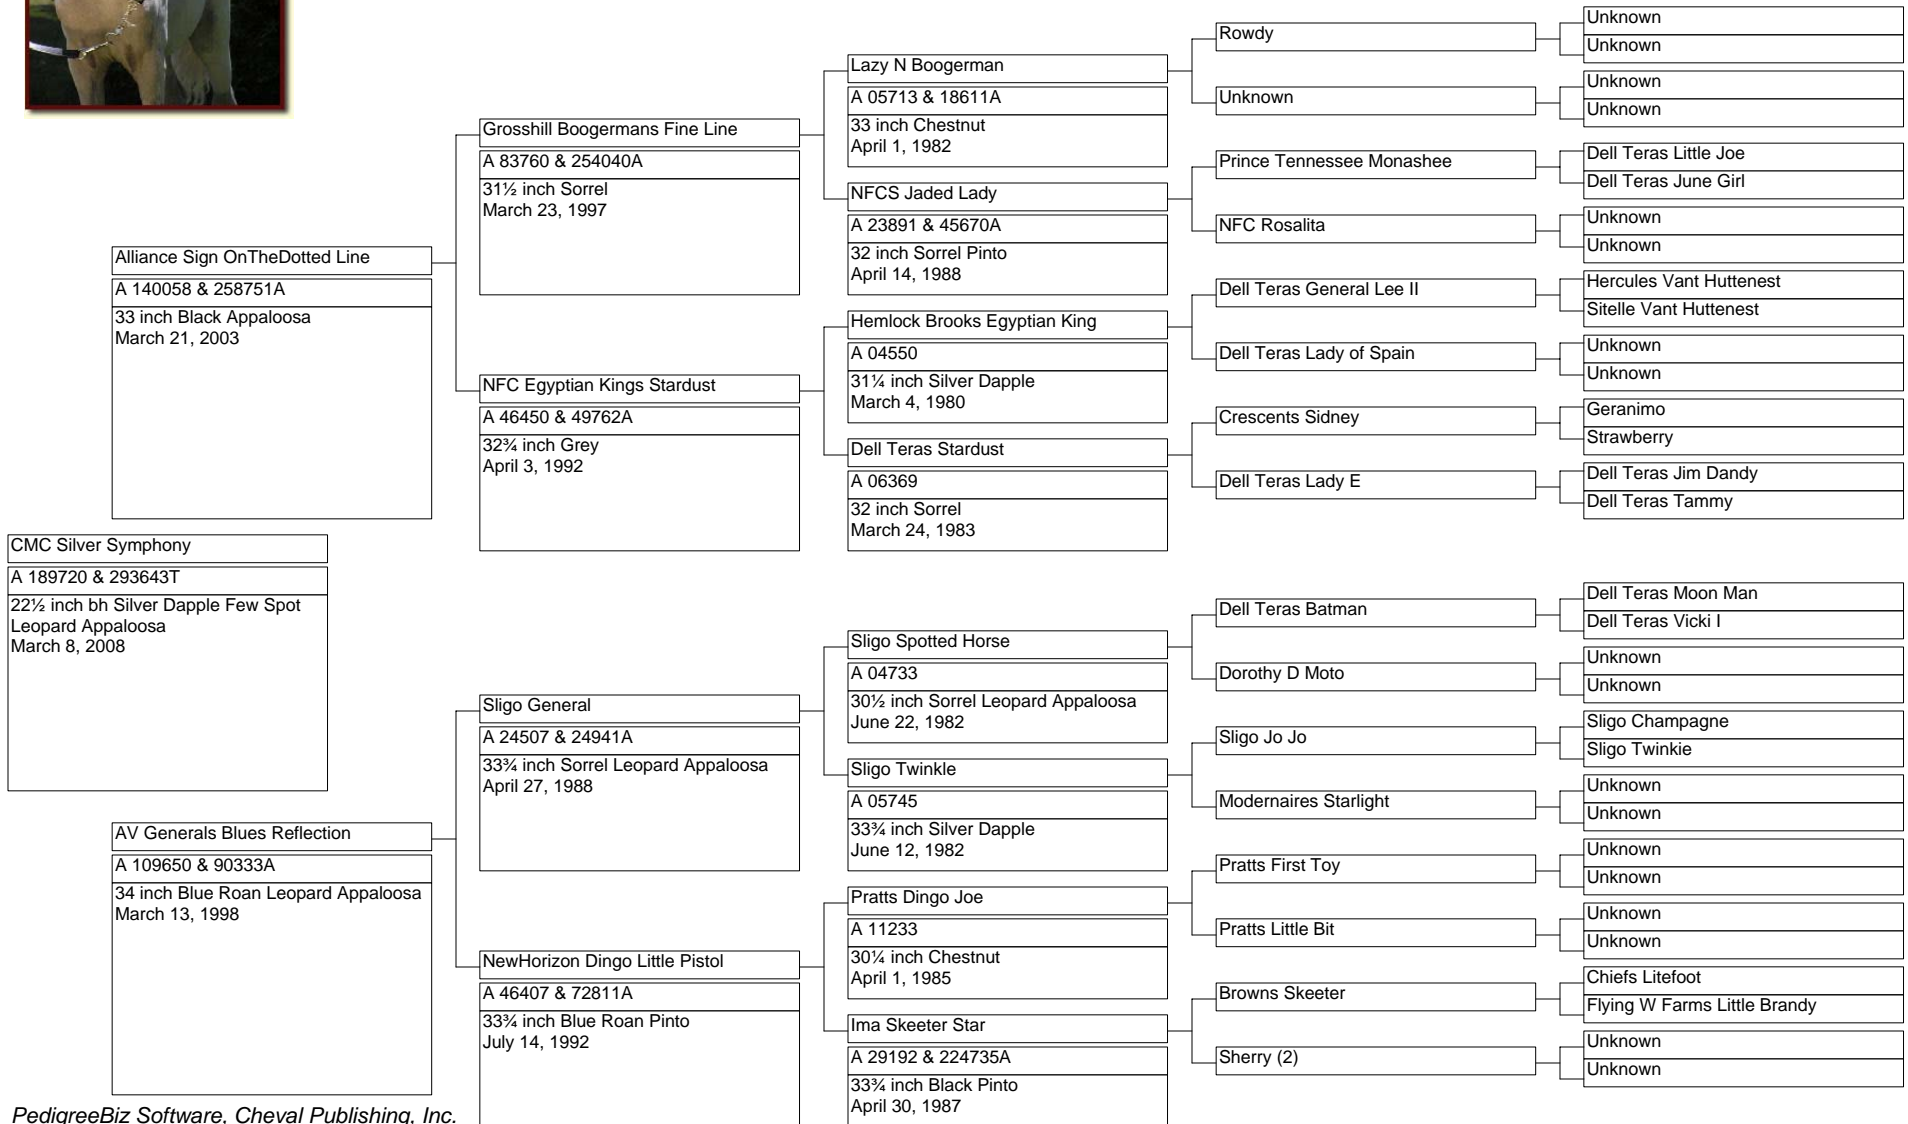 CMC Silver Symphony
A 189720 & 293643T
22½ inch bh Silver Dapple Few Spot
Leopard Appaloosa
March 8, 2008
Alliance Sign OnTheDotted Line
A 140058 & 258751A
33 inch Black Appaloosa
March 21, 2003
AV Generals Blues Reflection
A 109650 & 90333A
34 inch Blue Roan Leopard Appaloosa
March 13, 1998
Grosshill Boogermans Fine Line
A 83760 & 254040A
31½ inch Sorrel
March 23, 1997
NFC Egyptian Kings Stardust
A 46450 & 49762A
32¾ inch Grey
April 3, 1992
Sligo General
A 24507 & 24941A
33¾ inch Sorrel Leopard Appaloosa
April 27, 1988
NewHorizon Dingo Little Pistol
A 46407 & 72811A
33¾ inch Blue Roan Pinto
July 14, 1992
Lazy N Boogerman
A 05713 & 18611A
33 inch Chestnut
April 1, 1982
NFCS Jaded Lady
A 23891 & 45670A
32 inch Sorrel Pinto
April 14, 1988
Hemlock Brooks Egyptian King
A 04550
31¼ inch Silver Dapple
March 4, 1980
Dell Teras Stardust
A 06369
32 inch Sorrel
March 24, 1983
Sligo Spotted Horse
A 04733
30½ inch Sorrel Leopard Appaloosa
June 22, 1982
Sligo Twinkle
A 05745
33¾ inch Silver Dapple
June 12, 1982
Pratts Dingo Joe
A 11233
30¼ inch Chestnut
April 1, 1985
Ima Skeeter Star
A 29192 & 224735A
33¾ inch Black Pinto
April 30, 1987
Rowdy
Unknown
Prince Tennessee Monashee
NFC Rosalita
Dell Teras General Lee II
Dell Teras Lady of Spain
Crescents Sidney
Dell Teras Lady E
Dell Teras Batman
Dorothy D Moto
Sligo Jo Jo
Modernaires Starlight
Pratts First Toy
Pratts Little Bit
Browns Skeeter
Sherry (2)
Unknown
Unknown
Unknown
Unknown
Dell Teras Little Joe
Dell Teras June Girl
Unknown
Unknown
Hercules Vant Huttenest
Sitelle Vant Huttenest
Unknown
Unknown
Geranimo
Strawberry
Dell Teras Jim Dandy
Dell Teras Tammy
Dell Teras Moon Man
Dell Teras Vicki I
Unknown
Unknown
Sligo Champagne
Sligo Twinkie
Unknown
Unknown
Unknown
Unknown
Unknown
Unknown
Chiefs Litefoot
Flying W Farms Little Brandy
Unknown
Unknown
PedigreeBiz Software, Cheval Publishing, Inc.